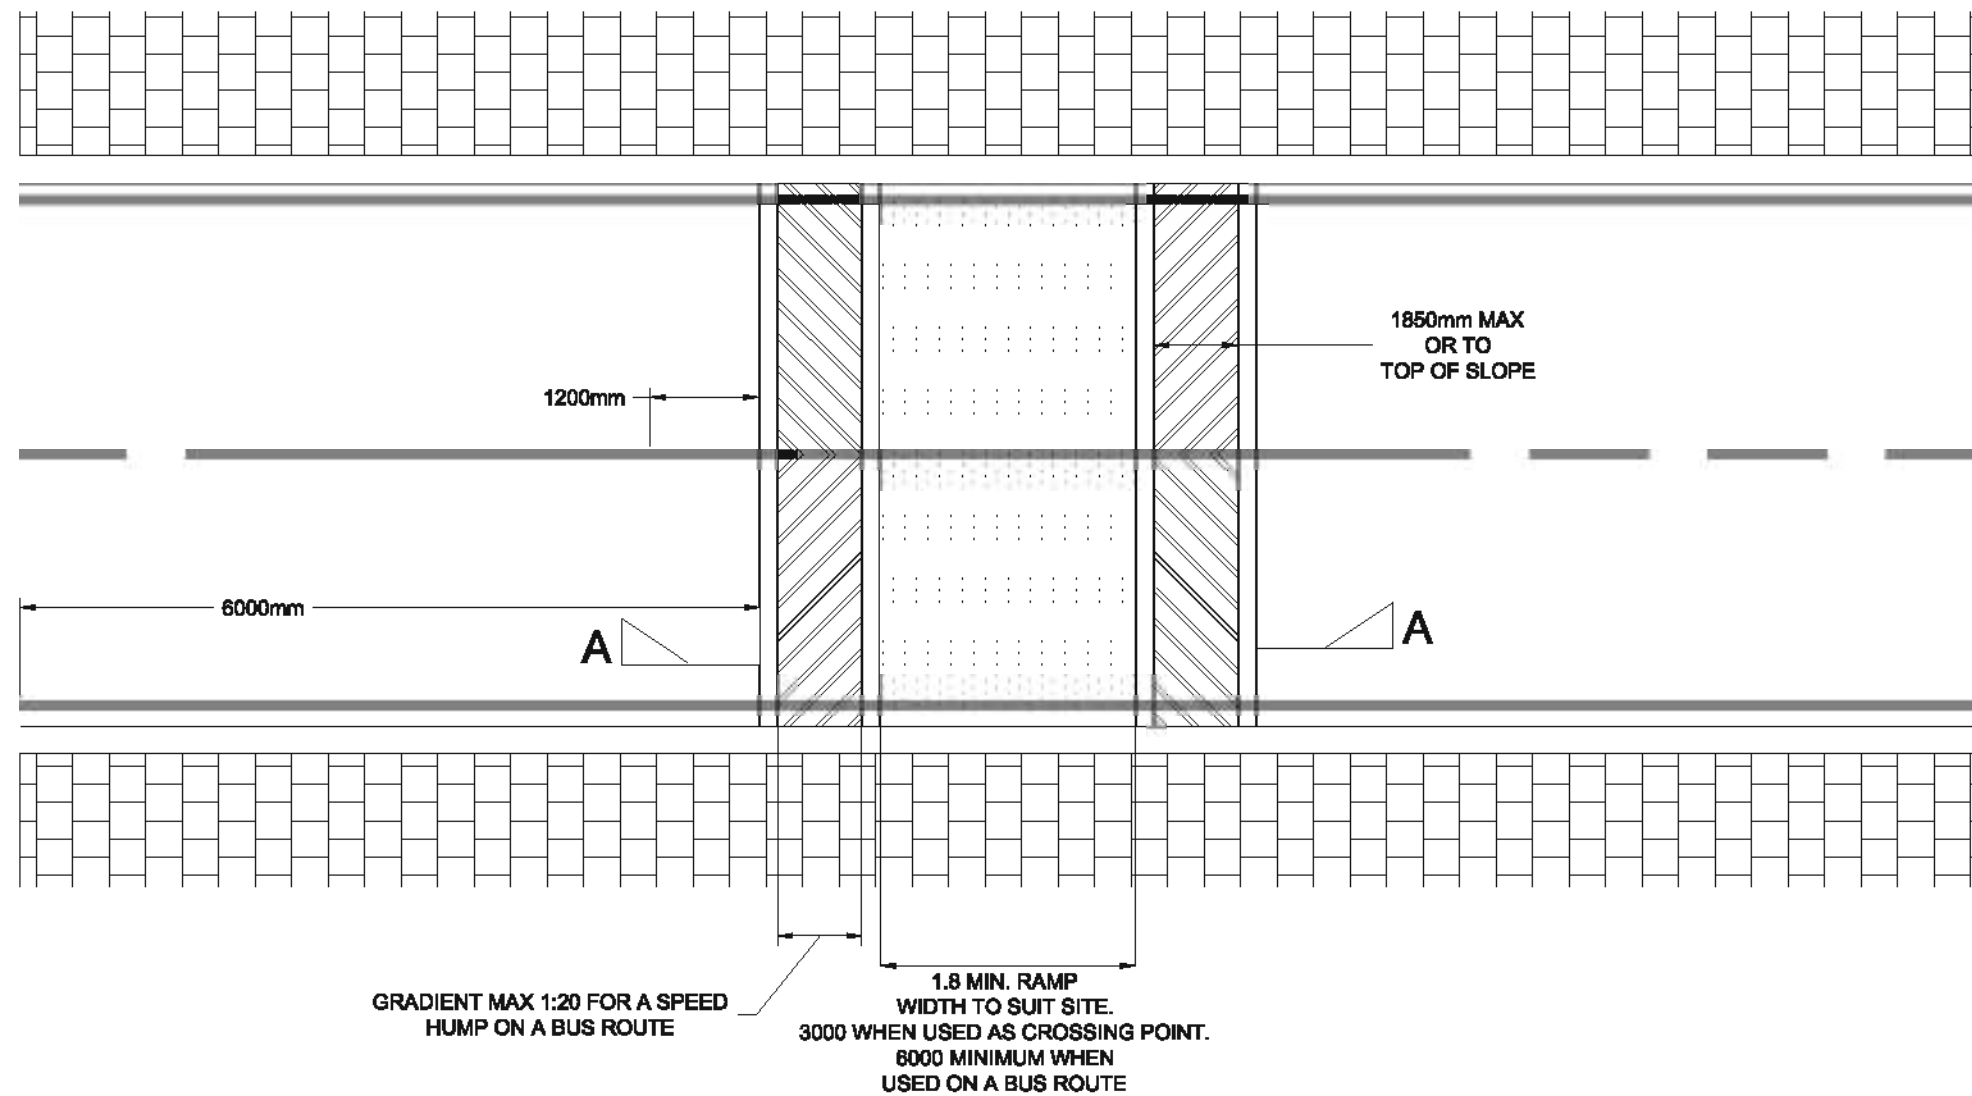 1850mm MAX
OR TO
TOP OF SLOPE
1200mm
6000mm
A
A
GRADIENT MAX 1:20 FOR A SPEED
HUMP ON A BUS ROUTE
1.8 MIN. RAMP
WIDTH TO SUIT SITE.
3000 WHEN USED AS CROSSING POINT.
6000 MINIMUM WHEN
USED ON A BUS ROUTE